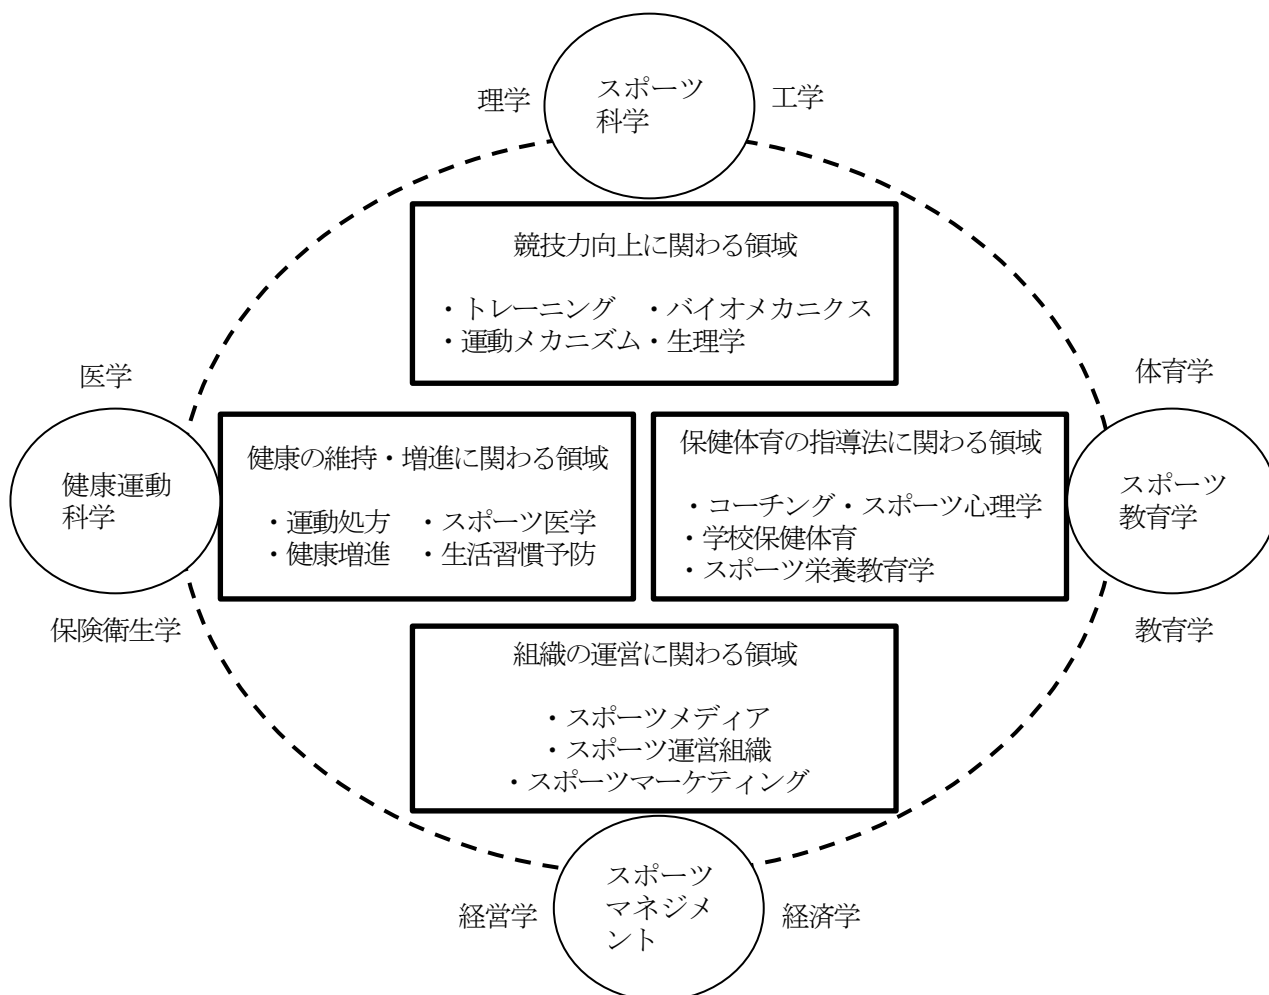 理学
スポーツ
科学
工学
競技力向上に関わる領域
・トレーニング ・バイオメカニクス
・運動メカニズム・生理学
医学
体育学
健康運動
科学
健康の維持・増進に関わる領域
・運動処方 ・スポーツ医学
・健康増進 ・生活習慣予防
保健体育の指導法に関わる領域
・コーチング・スポーツ心理学
・学校保健体育
・スポーツ栄養教育学
スポーツ
教育学
保険衛生学
教育学
組織の運営に関わる領域
・スポーツメディア
・スポーツ運営組織
・スポーツマーケティング
経営学
スポーツ
マネジメ
ント
経済学